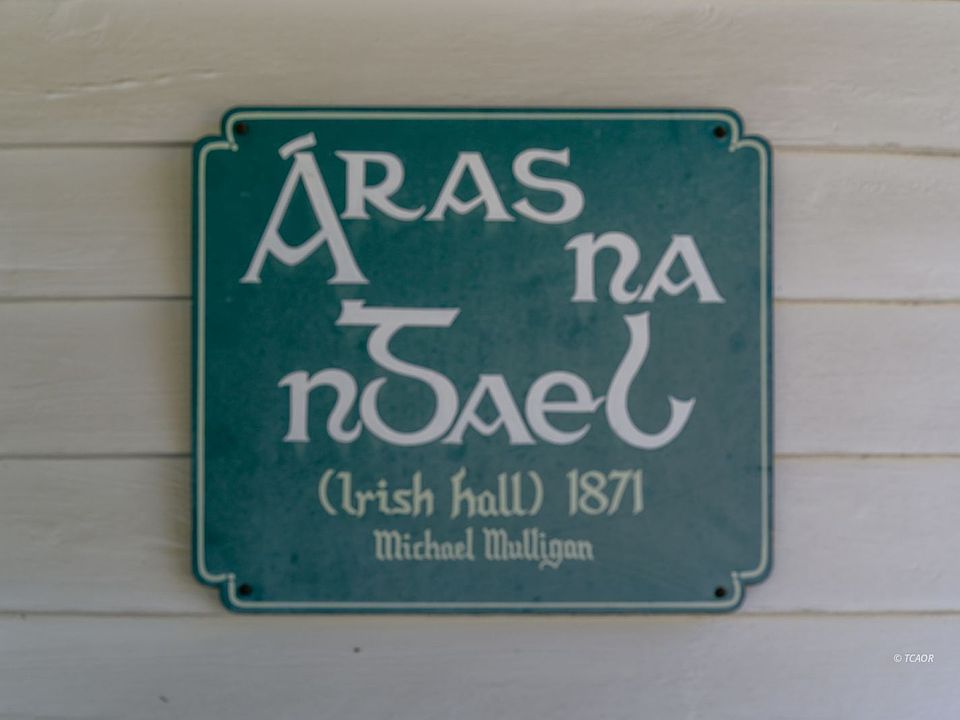 ÁRAS
NA
nGAel
(Irish hall) 1871
Michael Mulligan
© TCAOR